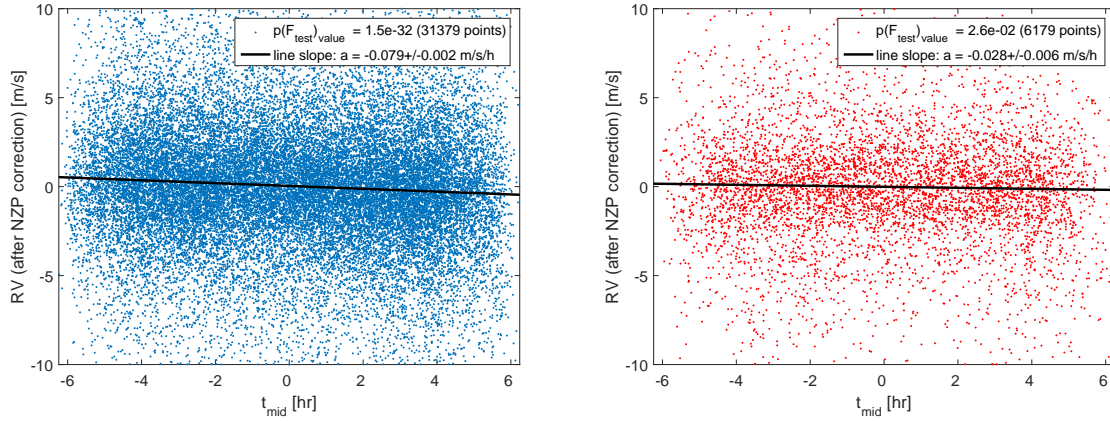 p(F_test)_value = 1.5e-32 (31379 points)
line slope: a = -0.079+/-0.002 m/s/h
RV (after NZP correction) [m/s]
10
5
0
-5
-10
-6 -4 -2 0 2 4 6
t_mid [hr]
p(F_test)_value = 2.6e-02 (6179 points)
line slope: a = -0.028+/-0.006 m/s/h
RV (after NZP correction) [m/s]
10
5
0
-5
-10
-6 -4 -2 0 2 4 6
t_mid [hr]